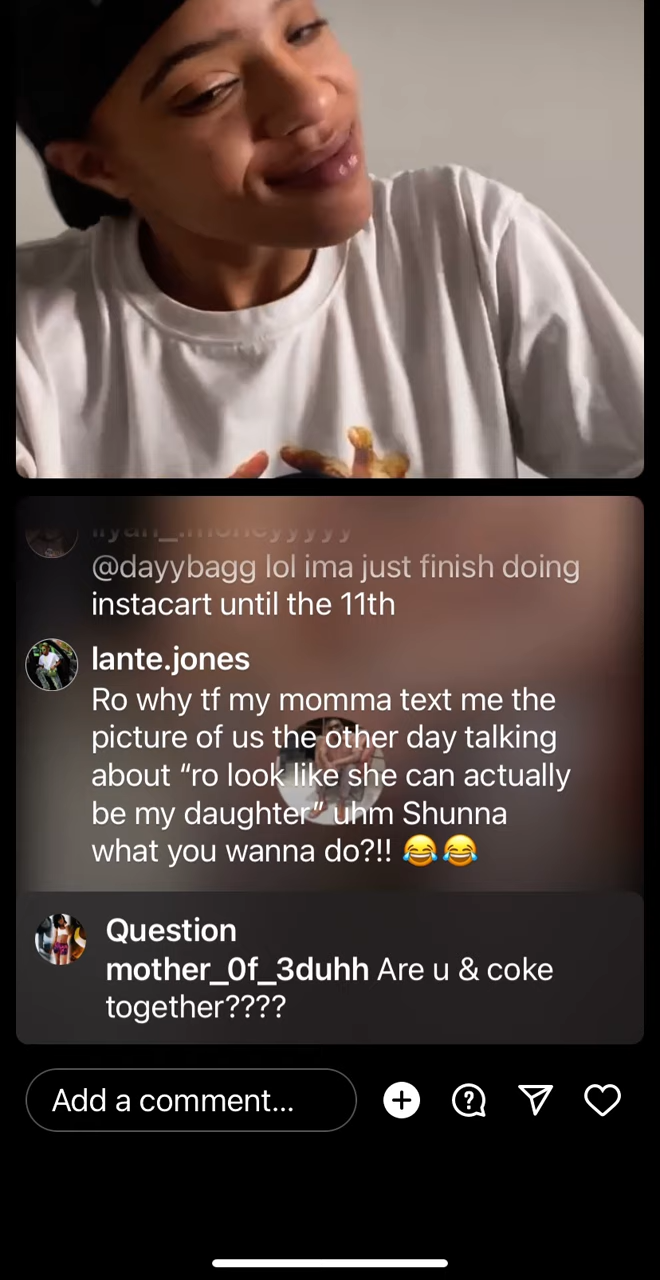 @dayybagg lol ima just finish doing
instacart until the 11th
lante.jones
Ro why tf my momma text me the
picture of us the other day talking
about “ro look like she can actually
be my daughter” uhm Shunna
what you wanna do?!! 😂😂
Question
mother_0f_3duhh Are u & coke
together????
Add a comment...